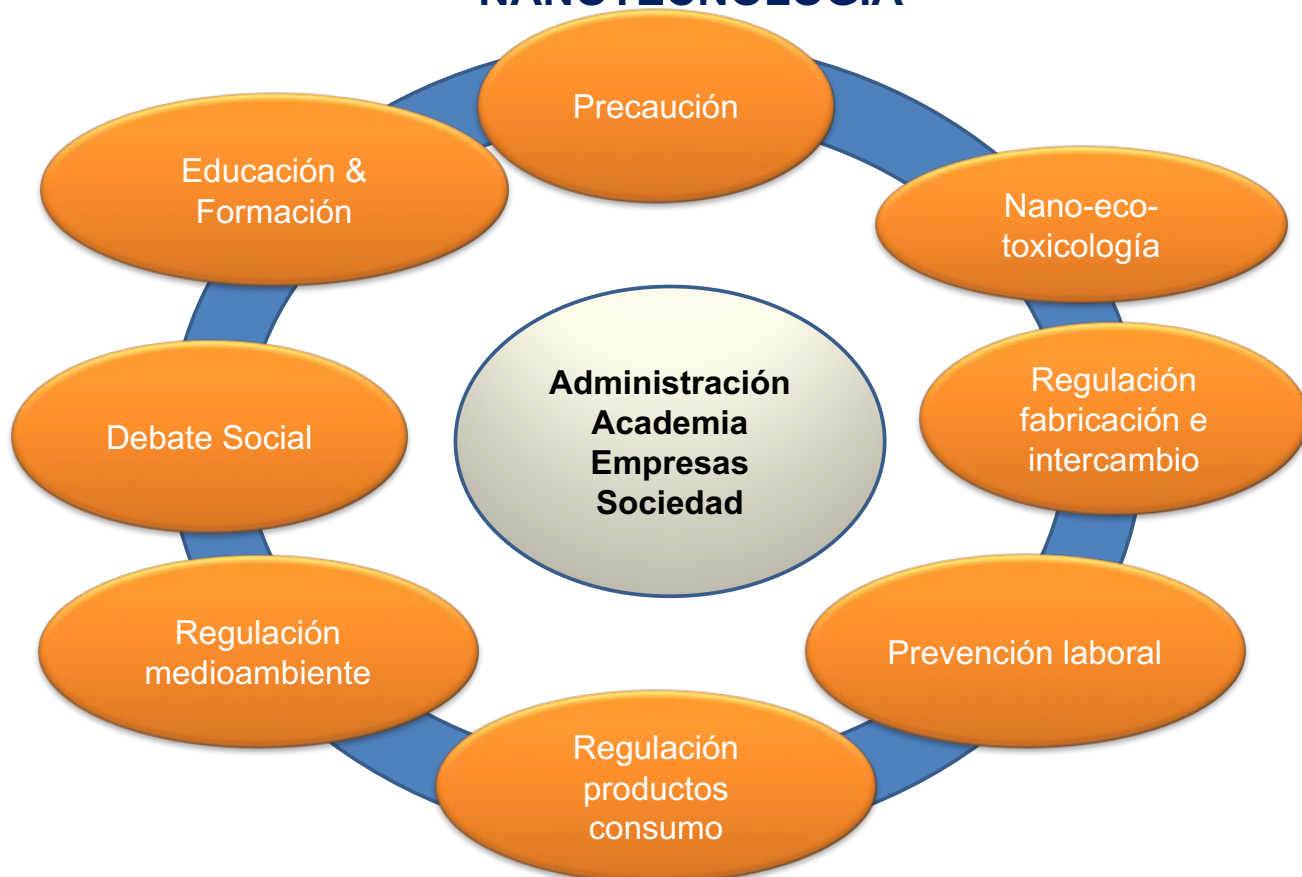 NANOTECNOLOGÍA
Precaución
Educación &
Formación
Nano-eco-
toxicología
Administración
Academia
Empresas
Sociedad
Regulación
fabricación e
intercambio
Debate Social
Regulación
medioambiente
Prevención laboral
Regulación
productos
consumo